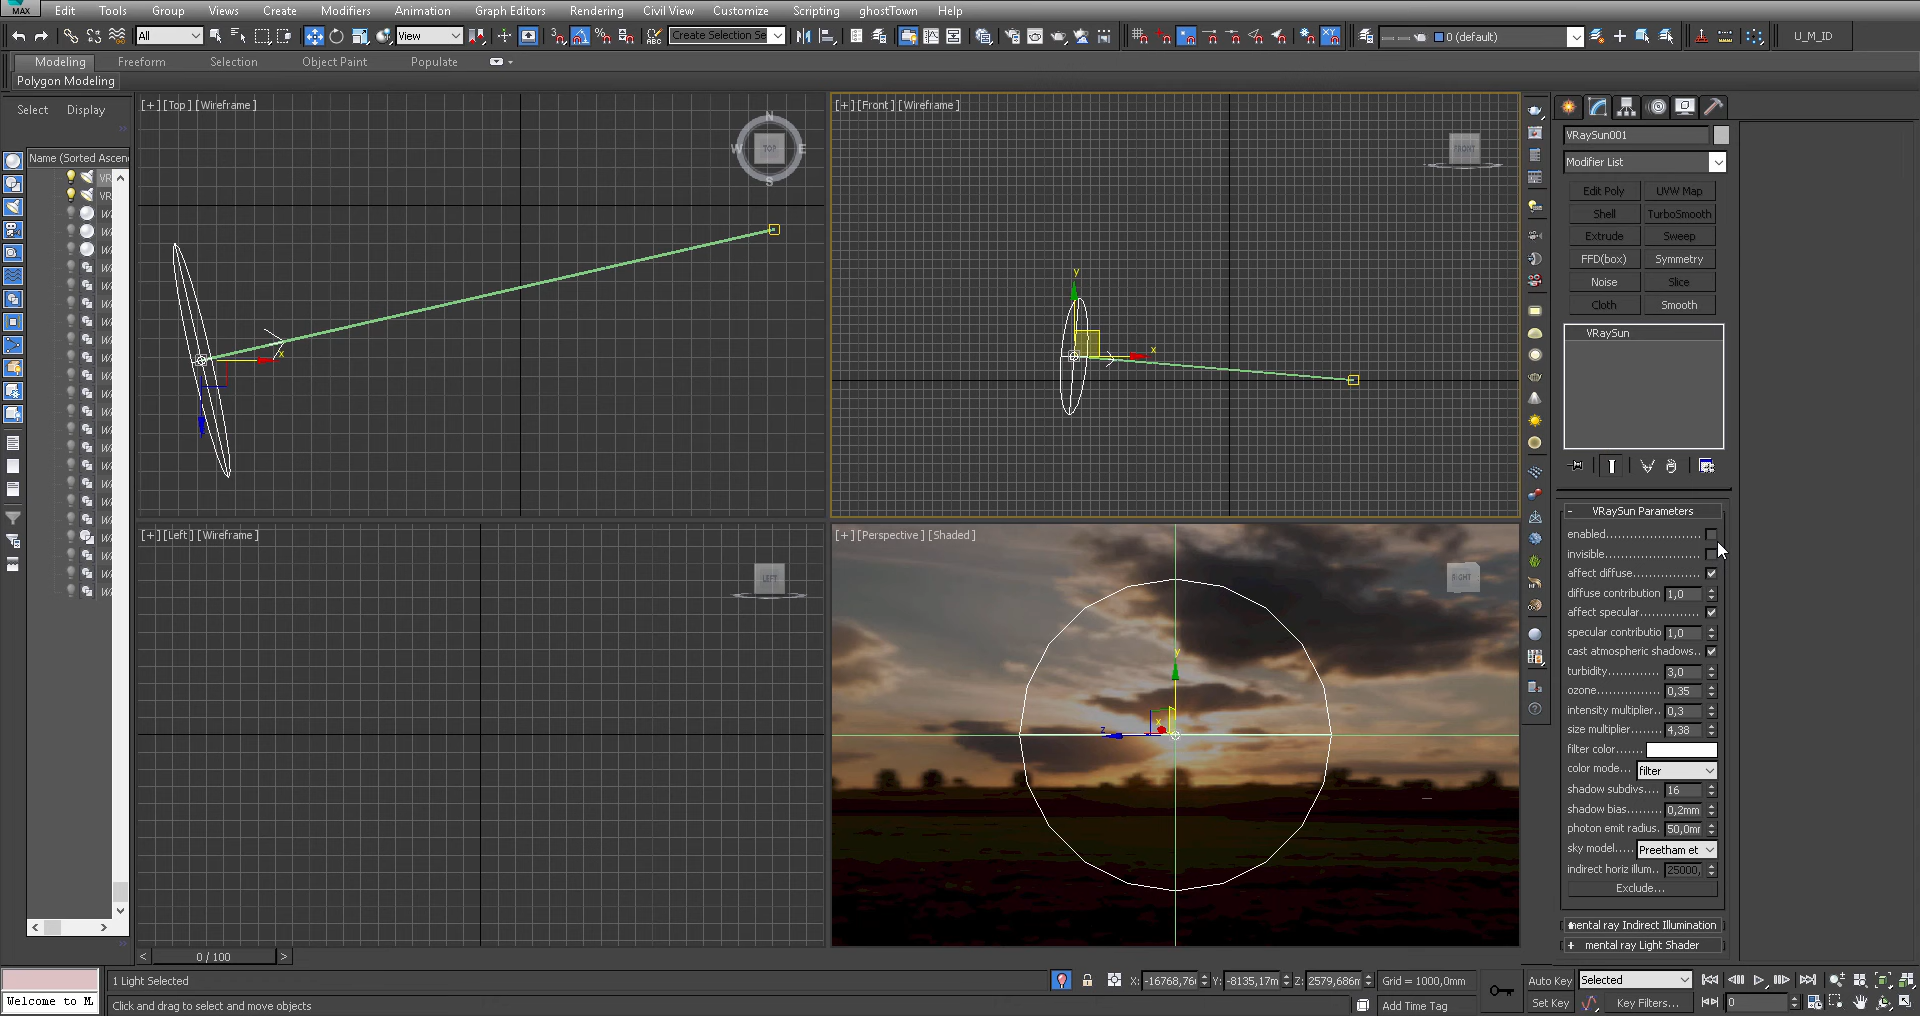 MAX Edit Tools Group Views Create Modifiers Animation Graph Editors Rendering Civil View Customize Scripting ghostTown Help
All View Create Selection Se 0 (default) U_M_ID
Modeling Freeform Selection Object Paint Populate
Polygon Modeling
Select Display
Name (Sorted Ascen
VR
VR
[+][Top][Wireframe]
N
W TOP E
S
x
[+][Front][Wireframe]
FRONT
y
x
[+][Left][Wireframe]
LEFT
[+][Perspective][Shaded]
RIGHT
y
z x
VRaySun001
Modifier List
Edit Poly UVW Map
Shell TurboSmooth
Extrude Sweep
FFD(box) Symmetry
Noise Slice
Cloth Smooth
VRaySun
- VRaySun Parameters
enabled
invisible
affect diffuse
diffuse contribution 1,0
affect specular
specular contributio 1,0
cast atmospheric shadows
turbidity 3,0
ozone 0,35
intensity multiplier 0,3
size multiplier 4,38
filter color
color mode filter
shadow subdivs 16
shadow bias 0,2mm
photon emit radius 50,0mr
sky model Preetham et
indirect horiz illum 25000,
Exclude...
mental ray Indirect Illumination
+ mental ray Light Shader
< 0 / 100 >
1 Light Selected X: -16768,76 Y: -8135,17m Z: 2579,686m Grid = 1000,0mm Auto Key Selected
Welcome to M Click and drag to select and move objects Add Time Tag Set Key Key Filters... 0